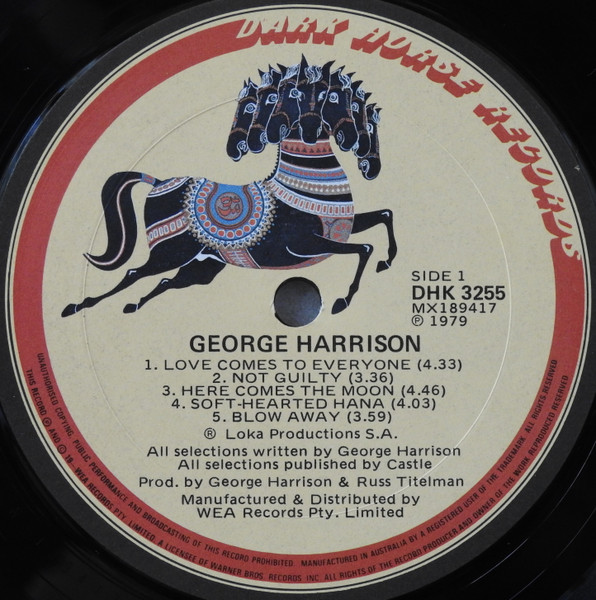 DARK HORSE RECORDS
SIDE 1
DHK 3255
MX189417
℗ 1979
GEORGE HARRISON
1. LOVE COMES TO EVERYONE (4.33)
2. NOT GUILTY (3.36)
3. HERE COMES THE MOON (4.46)
4. SOFT-HEARTED HANA (4.03)
5. BLOW AWAY (3.59)
® Loka Productions S.A.
All selections written by George Harrison
All selections published by Castle
Prod. by George Harrison & Russ Titelman
Manufactured & Distributed by
WEA Records Pty. Limited
UNAUTHORISED COPYING, PUBLIC PERFORMANCE AND BROADCASTING OF THIS RECORD PROHIBITED. MANUFACTURED IN AUSTRALIA BY A REGISTERED USER OF THE TRADEMARK. ALL RIGHTS RESERVED
THIS RECORD ℗ AND © 19 WEA RECORDS PTY. LIMITED. A LICENSEE OF WARNER BROS. RECORDS INC. ALL RIGHTS OF THE RECORD PRODUCER AND OWNER OF THE WORK RESERVED